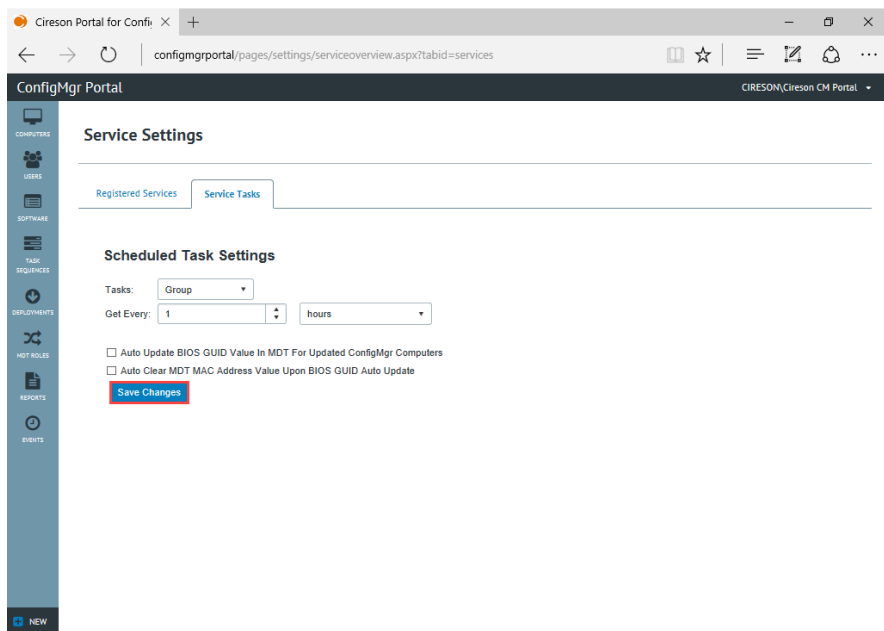 Cireson Portal for Confi
configmgrportal/pages/settings/serviceoverview.aspx?tabid=services
ConfigMgr Portal
CIRESON\Cireson CM Portal
COMPUTERS
USERS
SOFTWARE
TASK
SEQUENCES
DEPLOYMENTS
MDT ROLES
REPORTS
EVENTS
NEW
Service Settings
Registered Services
Service Tasks
Scheduled Task Settings
Tasks: Group
Get Every: 1 hours
Auto Update BIOS GUID Value In MDT For Updated ConfigMgr Computers
Auto Clear MDT MAC Address Value Upon BIOS GUID Auto Update
Save Changes